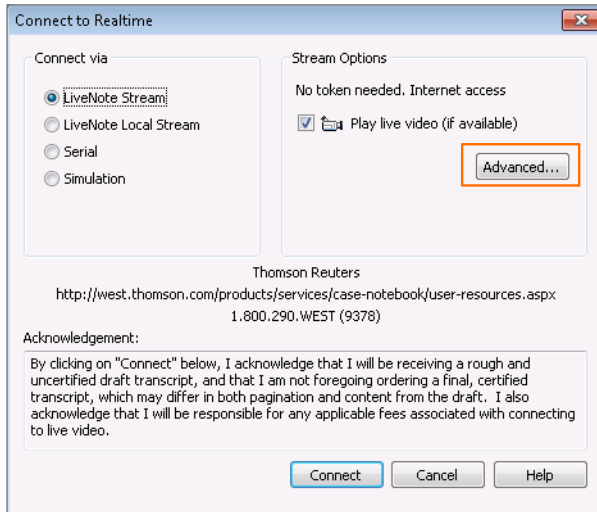 Connect to Realtime
Connect via
LiveNote Stream
LiveNote Local Stream
Serial
Simulation
Stream Options
No token needed. Internet access
Play live video (if available)
Advanced...
Thomson Reuters
http://west.thomson.com/products/services/case-notebook/user-resources.aspx
1.800.290.WEST (9378)
Acknowledgement:
By clicking on "Connect" below, I acknowledge that I will be receiving a rough and
uncertified draft transcript, and that I am not foregoing ordering a final, certified
transcript, which may differ in both pagination and content from the draft.  I also
acknowledge that I will be responsible for any applicable fees associated with connecting
to live video.
Connect
Cancel
Help